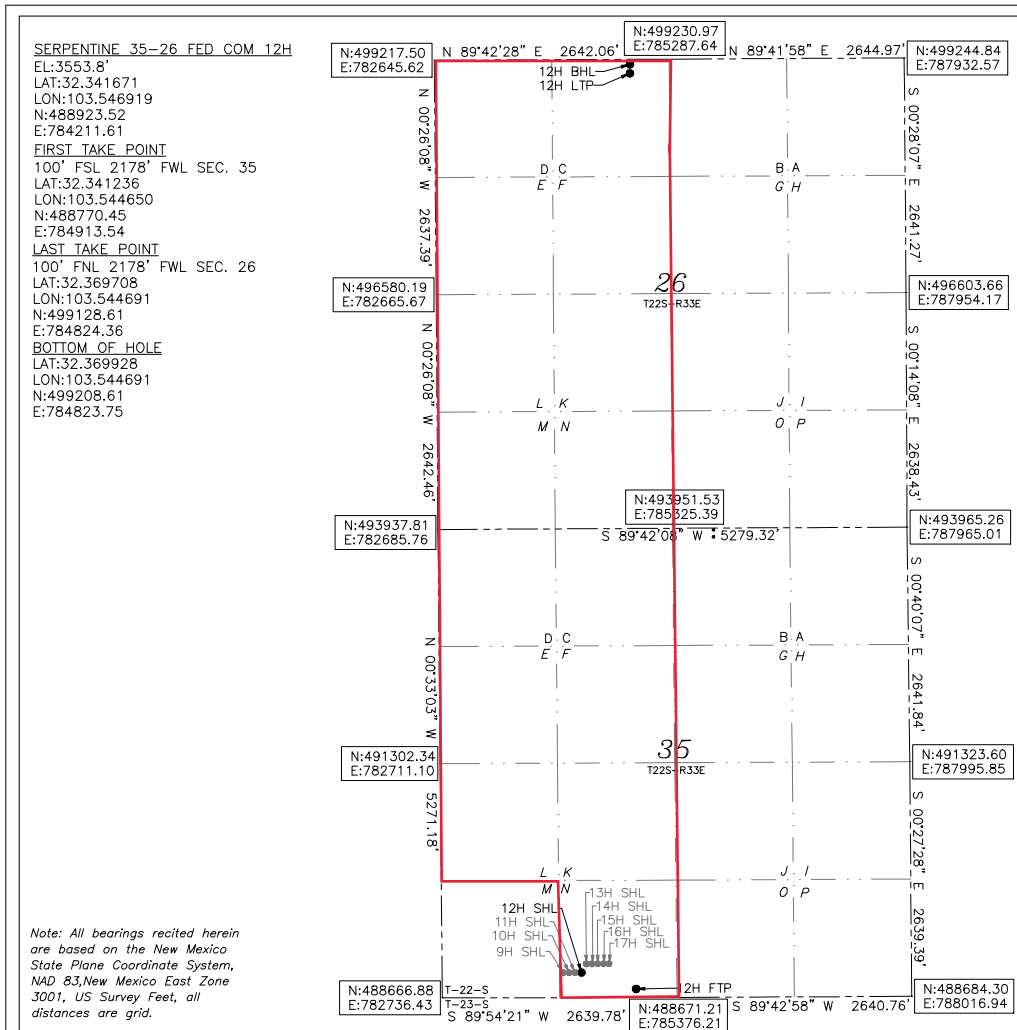 SERPENTINE 35-26 FED COM 12H
EL:3553.8'
LAT:32.341671
LON:103.546919
N:488923.52
E:784211.61
FIRST TAKE POINT
100' FSL 2178' FWL SEC. 35
LAT:32.341236
LON:103.544650
N:488770.45
E:784913.54
LAST TAKE POINT
100' FNL 2178' FWL SEC. 26
LAT:32.369708
LON:103.544691
N:499128.61
E:784824.36
BOTTOM OF HOLE
LAT:32.369928
LON:103.544691
N:499208.61
E:784823.75
Note: All bearings recited herein
are based on the New Mexico
State Plane Coordinate System,
NAD 83,New Mexico East Zone
3001, US Survey Feet, all
distances are grid.
N:499217.50
E:782645.62
N 89°42'28" E 2642.06'
N:499230.97
E:785287.64
N 89°41'58" E 2644.97'
N:499244.84
E:787932.57
12H BHL
12H LTP
N 00°26'08" W 2637.39'
S 00°28'07" E 2641.27'
D C
E F
B A
G H
N:496580.19
E:782665.67
26
T22S-R33E
N:496603.66
E:787954.17
N 00°26'08" W 2642.46'
S 00°14'08" E 2638.43'
L K
M N
J I
O P
N:493937.81
E:782685.76
N:493951.53
E:785325.39
S 89°42'08" W : 5279.32'
N:493965.26
E:787965.01
N 00°33'03" W 5271.18'
S 00°40'07" E 2641.84'
D C
E F
B A
G H
N:491302.34
E:782711.10
35
T22S-R33E
N:491323.60
E:787995.85
S 00°27'28" E 2639.39'
L K
M N
J I
O P
13H SHL
14H SHL
15H SHL
16H SHL
17H SHL
12H SHL
11H SHL
10H SHL
9H SHL
12H FTP
N:488666.88
E:782736.43
T-22-S
T-23-S
S 89°54'21" W 2639.78'
N:488671.21
E:785376.21
S 89°42'58" W 2640.76'
N:488684.30
E:788016.94